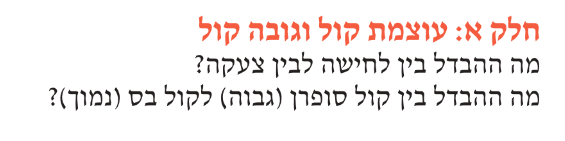 חלק א: עוצמת קול וגובה קול
מה ההבדל בין לחישה לבין צעקה?
מה ההבדל בין קול סופרן (גבוה) לקול בס (נמוך)?